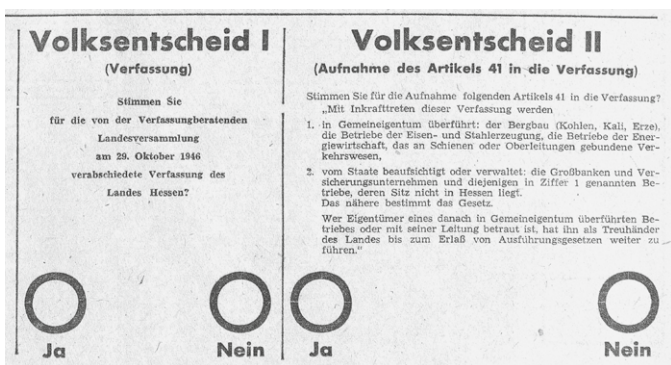 Volksentscheid I
(Verfassung)
Stimmen Sie
für die von der Verfassungberatenden
Landesversammlung
am 29. Oktober 1946
verabschiedete Verfassung des
Landes Hessen?
Ja Nein
Volksentscheid II
(Aufnahme des Artikels 41 in die Verfassung)
Stimmen Sie für die Aufnahme folgenden Artikels 41 in die Verfassung?
„Mit Inkrafttreten dieser Verfassung werden
1. in Gemeineigentum überführt: der Bergbau (Kohlen, Kali, Erze),
die Betriebe der Eisen- und Stahlerzeugung, die Betriebe der Ener-
giewirtschaft, das an Schienen oder Oberleitungen gebundene Ver-
kehrswesen,
2. vom Staate beaufsichtigt oder verwaltet: die Großbanken und Ver-
sicherungsunternehmen und diejenigen in Ziffer 1 genannten Be-
triebe, deren Sitz nicht in Hessen liegt.
Das nähere bestimmt das Gesetz.
Wer Eigentümer eines danach in Gemeineigentum überführten Be-
triebes oder mit seiner Leitung betraut ist, hat ihn als Treuhänder
des Landes bis zum Erlaß von Ausführungsgesetzen weiter zu
führen."
Ja Nein